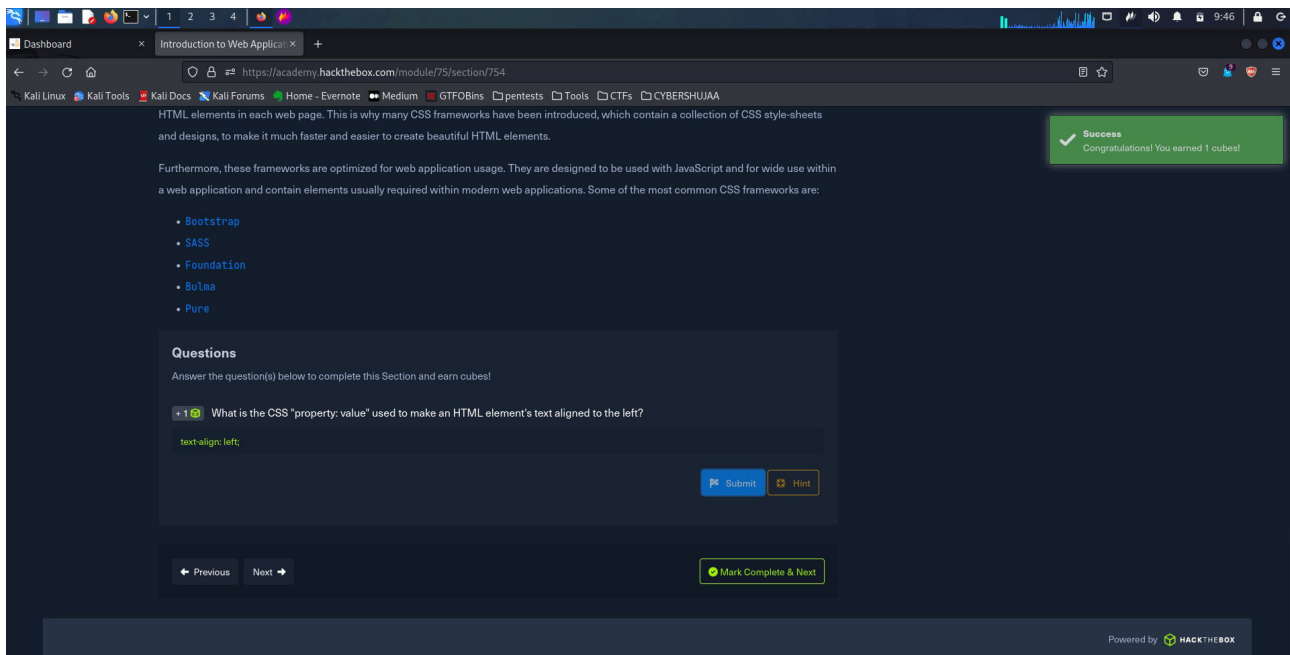 1 2 3 4
9:46
Dashboard
Introduction to Web Applicat
https://academy.hackthebox.com/module/75/section/754
Kali Linux Kali Tools Kali Docs Kali Forums Home - Evernote Medium GTFOBins pentests Tools CTFs CYBERSHUJAA
HTML elements in each web page. This is why many CSS frameworks have been introduced, which contain a collection of CSS style-sheets
and designs, to make it much faster and easier to create beautiful HTML elements.
Success
Congratulations! You earned 1 cubes!
Furthermore, these frameworks are optimized for web application usage. They are designed to be used with JavaScript and for wide use within
a web application and contain elements usually required within modern web applications. Some of the most common CSS frameworks are:
• Bootstrap
• SASS
• Foundation
• Bulma
• Pure
Questions
Answer the question(s) below to complete this Section and earn cubes!
+ 1 What is the CSS "property: value" used to make an HTML element's text aligned to the left?
text-align: left;
Submit Hint
Previous Next Mark Complete & Next
Powered by HACKTHEBOX